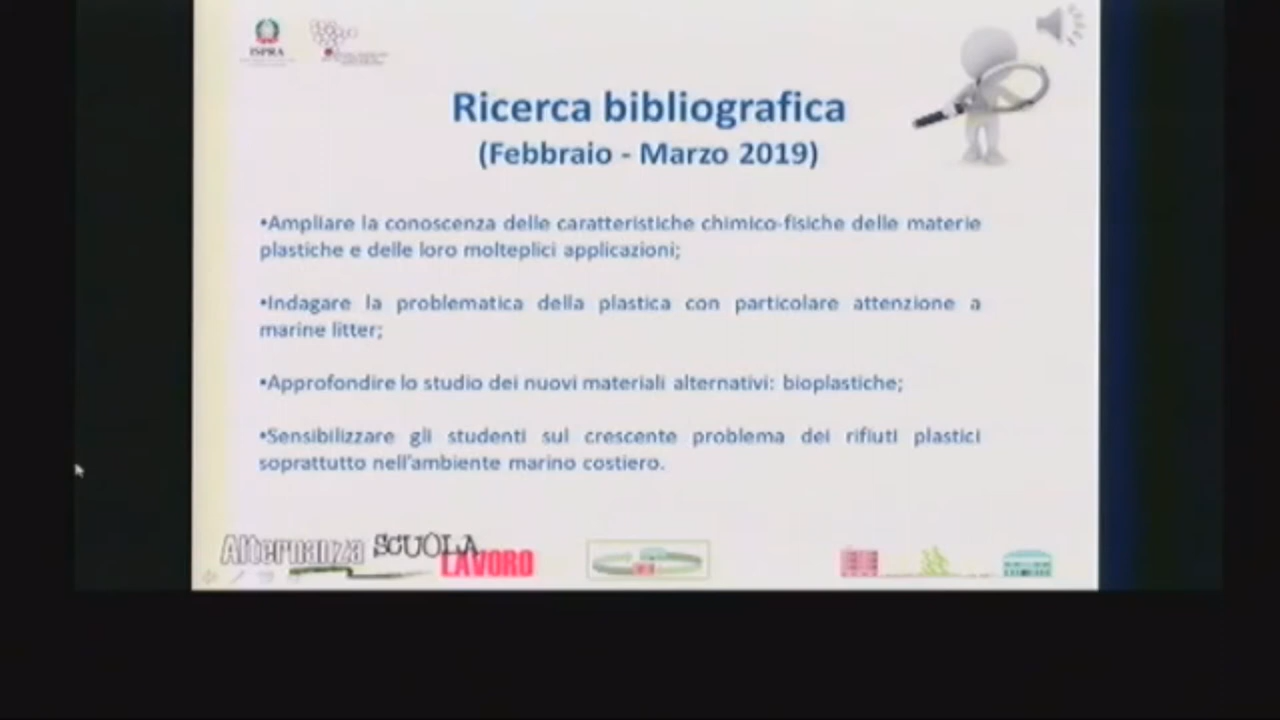 ISPRA
Ricerca bibliografica
(Febbraio - Marzo 2019)
•Ampliare la conoscenza delle caratteristiche chimico-fisiche delle materie
plastiche e delle loro molteplici applicazioni;
•Indagare la problematica della plastica con particolare attenzione a
marine litter;
•Approfondire lo studio dei nuovi materiali alternativi: bioplastiche;
•Sensibilizzare gli studenti sul crescente problema dei rifiuti plastici
soprattutto nell'ambiente marino costiero.
Alternanza SCUOLA
LAVORO